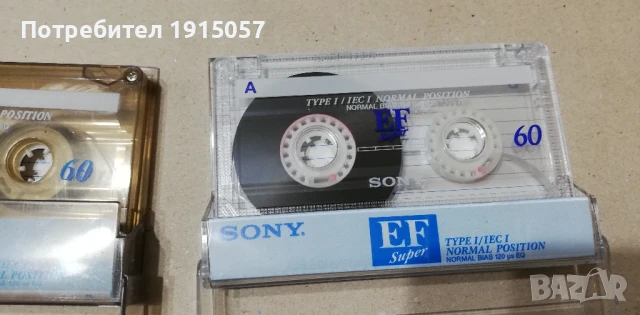 Потребител 1915057
A
TYPE I / IEC I NORMAL POSITION
NORMAL BIAS
EF
60
SONY
POSITION
60
SONY.
EF
Super
TYPE I/IEC I
NORMAL POSITION
NORMAL BIAS 120 µs EQ
BAZAR